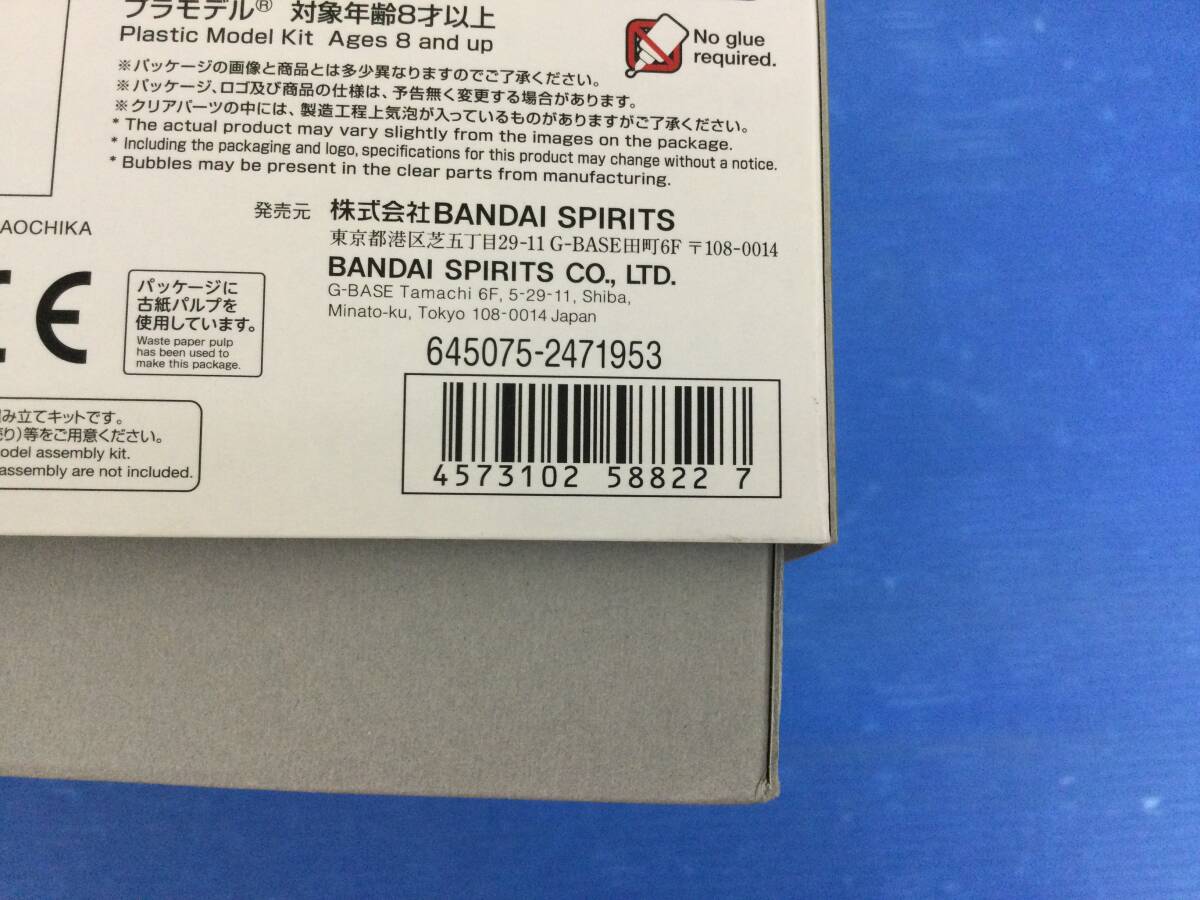 プラモデル® 対象年齢8才以上
Plastic Model Kit Ages 8 and up
No glue
required.
※パッケージの画像と商品とは多少異なりますのでご了承ください。
※パッケージ、ロゴ及び商品の仕様は、予告無く変更する場合があります。
※クリアパーツの中には、製造工程上気泡が入っているものがありますがご了承ください。
* The actual product may vary slightly from the images on the package.
* Including the packaging and logo, specifications for this product may change without a notice.
* Bubbles may be present in the clear parts from manufacturing.
AOCHIKA
発売元 株式会社BANDAI SPIRITS
東京都港区芝五丁目29-11 G-BASE田町6F 〒108-0014
BANDAI SPIRITS CO., LTD.
G-BASE Tamachi 6F, 5-29-11, Shiba,
Minato-ku, Tokyo 108-0014 Japan
CE
パッケージに
古紙パルプを
使用しています。
Waste paper pulp
has been used to
make this package.
645075-2471953
4573102 58822 7
み立てキットです。
り)等をご用意ください。
odel assembly kit.
assembly are not included.